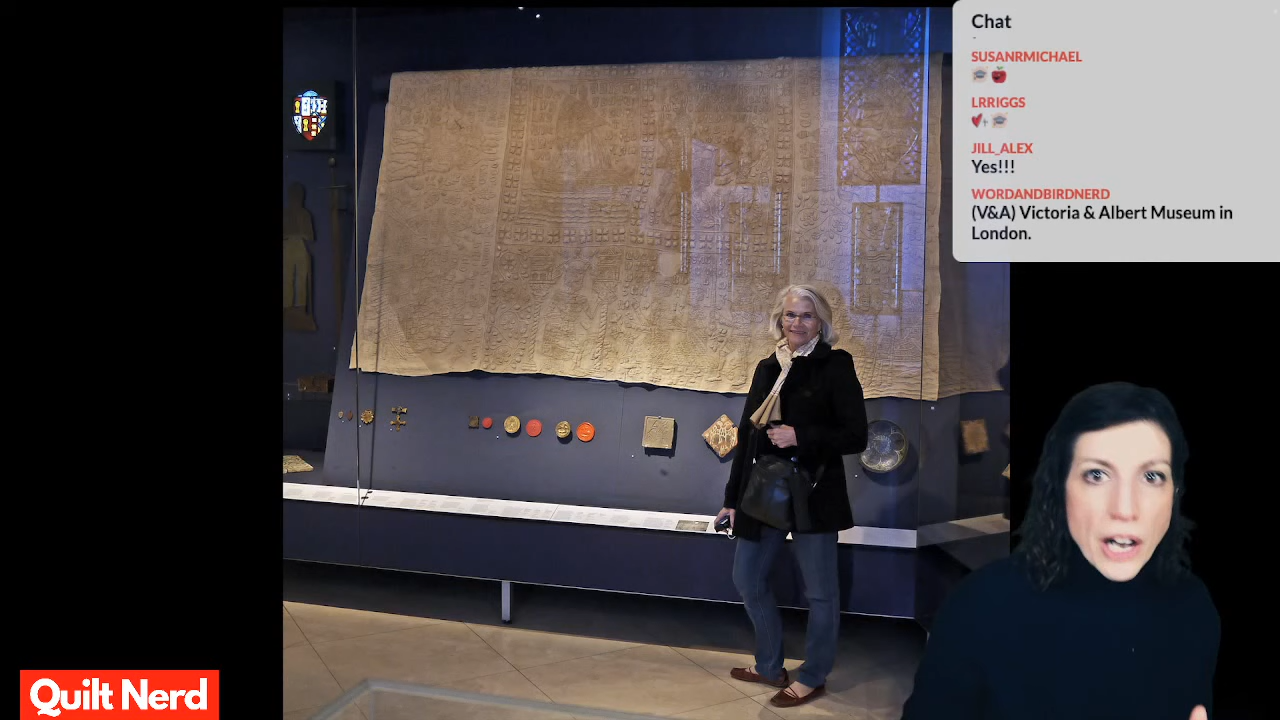 Chat
SUSANRMICHAEL
LRRIGGS
JILL_ALEX
Yes!!!
WORDANDBIRDNERD
(V&A) Victoria & Albert Museum in
London.
Quilt Nerd